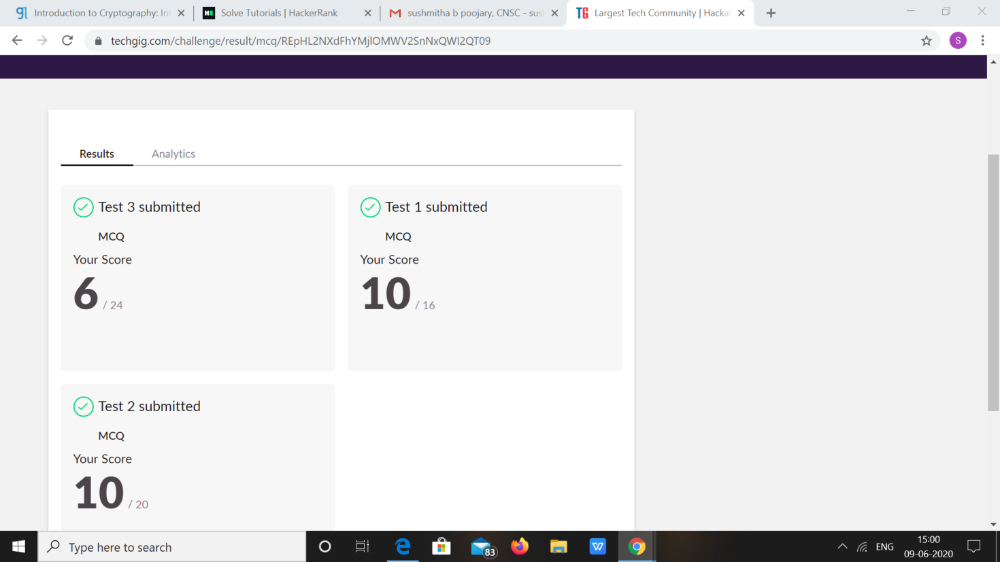 Introduction to Cryptography: In
Solve Tutorials | HackerRank
sushmitha b poojary, CNSC - sus
TG Largest Tech Community | Hacka
techgig.com/challenge/result/mcq/REpHL2NXdFhYMjlOMWV2SnNxQWI2QT09
S
Results
Analytics
Test 3 submitted
MCQ
Your Score
6 / 24
Test 1 submitted
MCQ
Your Score
10 / 16
Test 2 submitted
MCQ
Your Score
10 / 20
Type here to search
83
ENG
15:00
09-06-2020